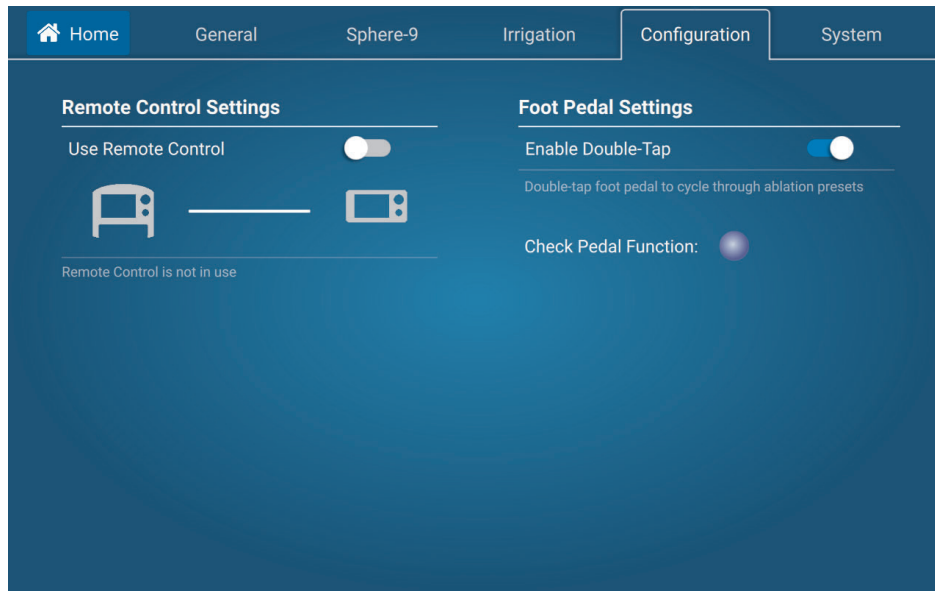 Home
General
Sphere-9
Irrigation
Configuration
System
Remote Control Settings
Use Remote Control
Remote Control is not in use
Foot Pedal Settings
Enable Double-Tap
Double-tap foot pedal to cycle through ablation presets
Check Pedal Function: